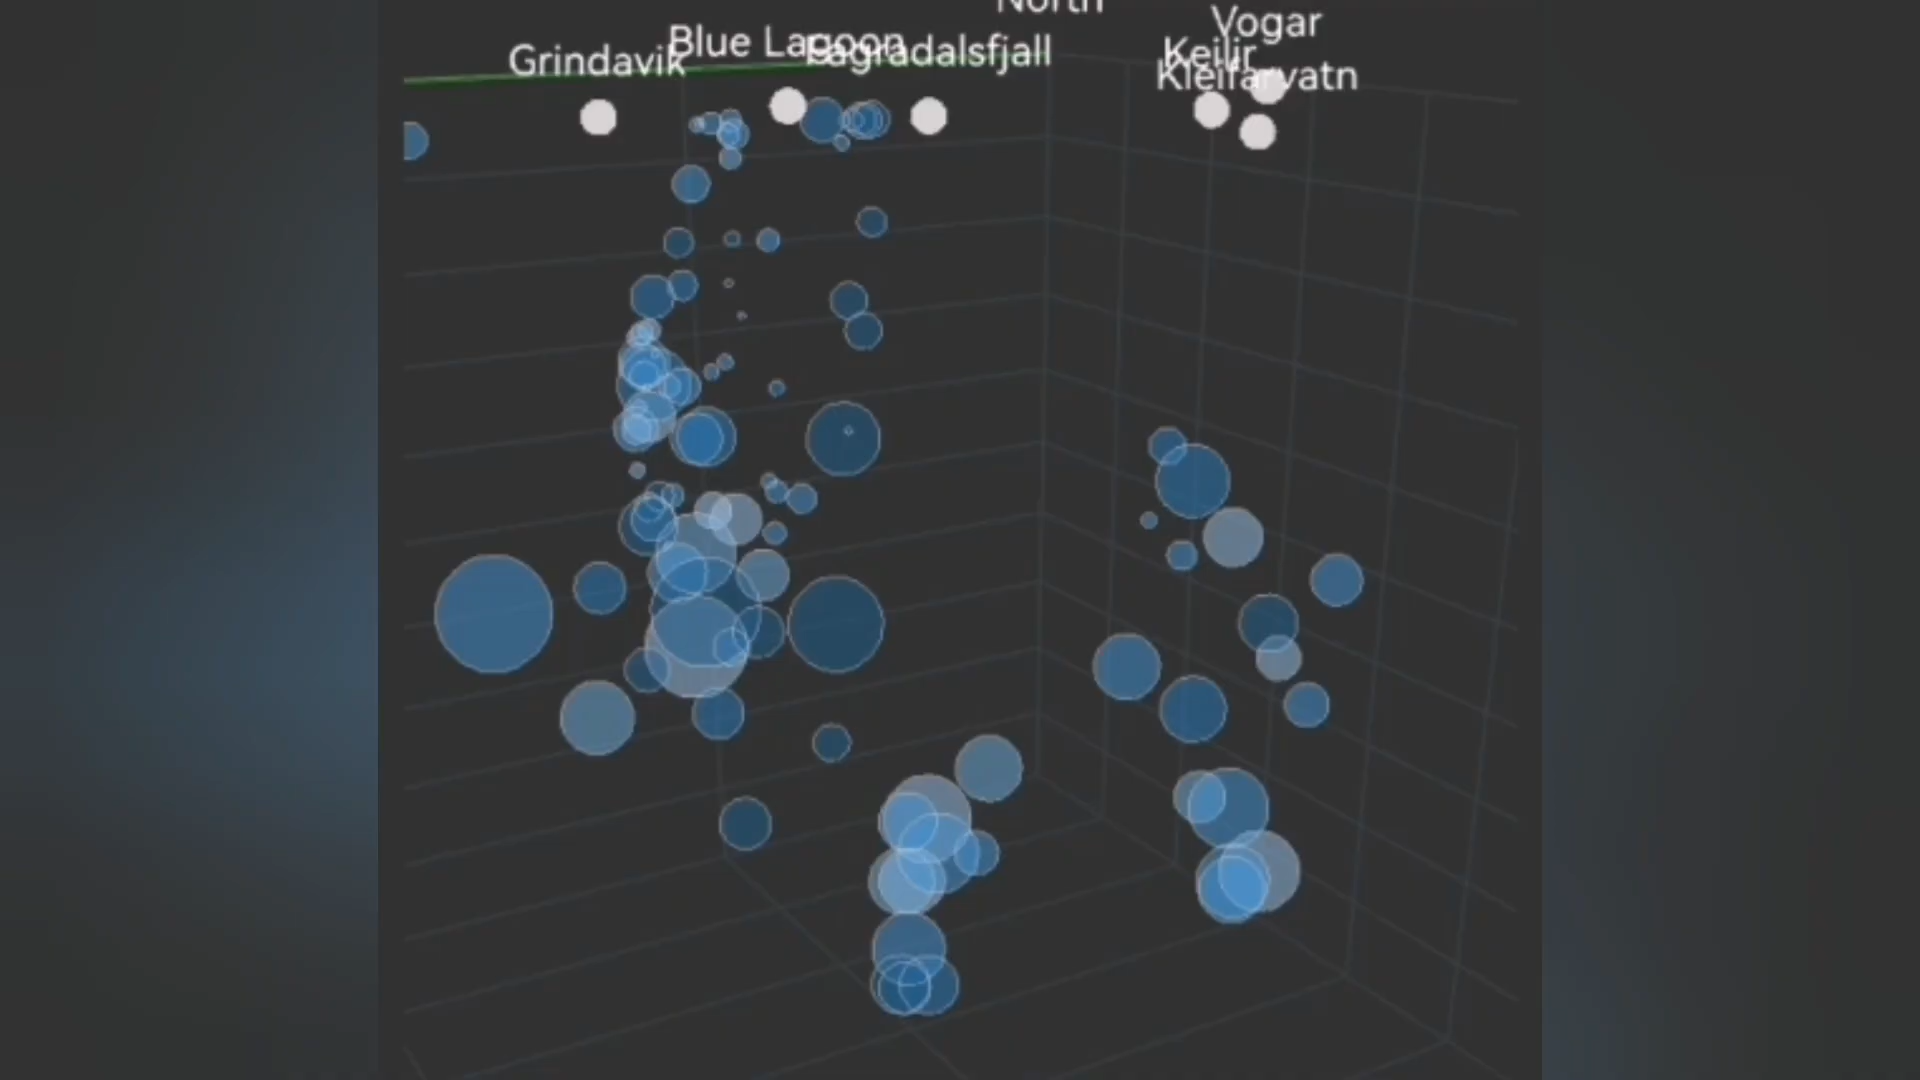 North
Vogar
Blue Lagoon
Fagradalsfjall
Keilir
Grindavik
Kleifarvatn